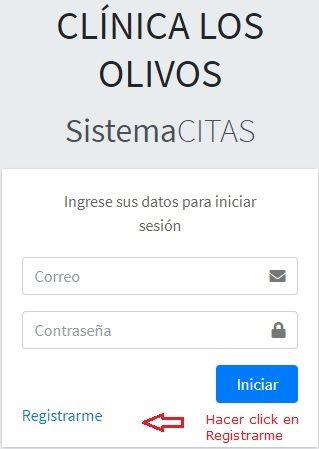 CLÍNICA LOS
OLIVOS
SistemaCITAS
Ingrese sus datos para iniciar
sesión
Correo
Contraseña
Iniciar
Registrarme
Hacer click en
Registrarme